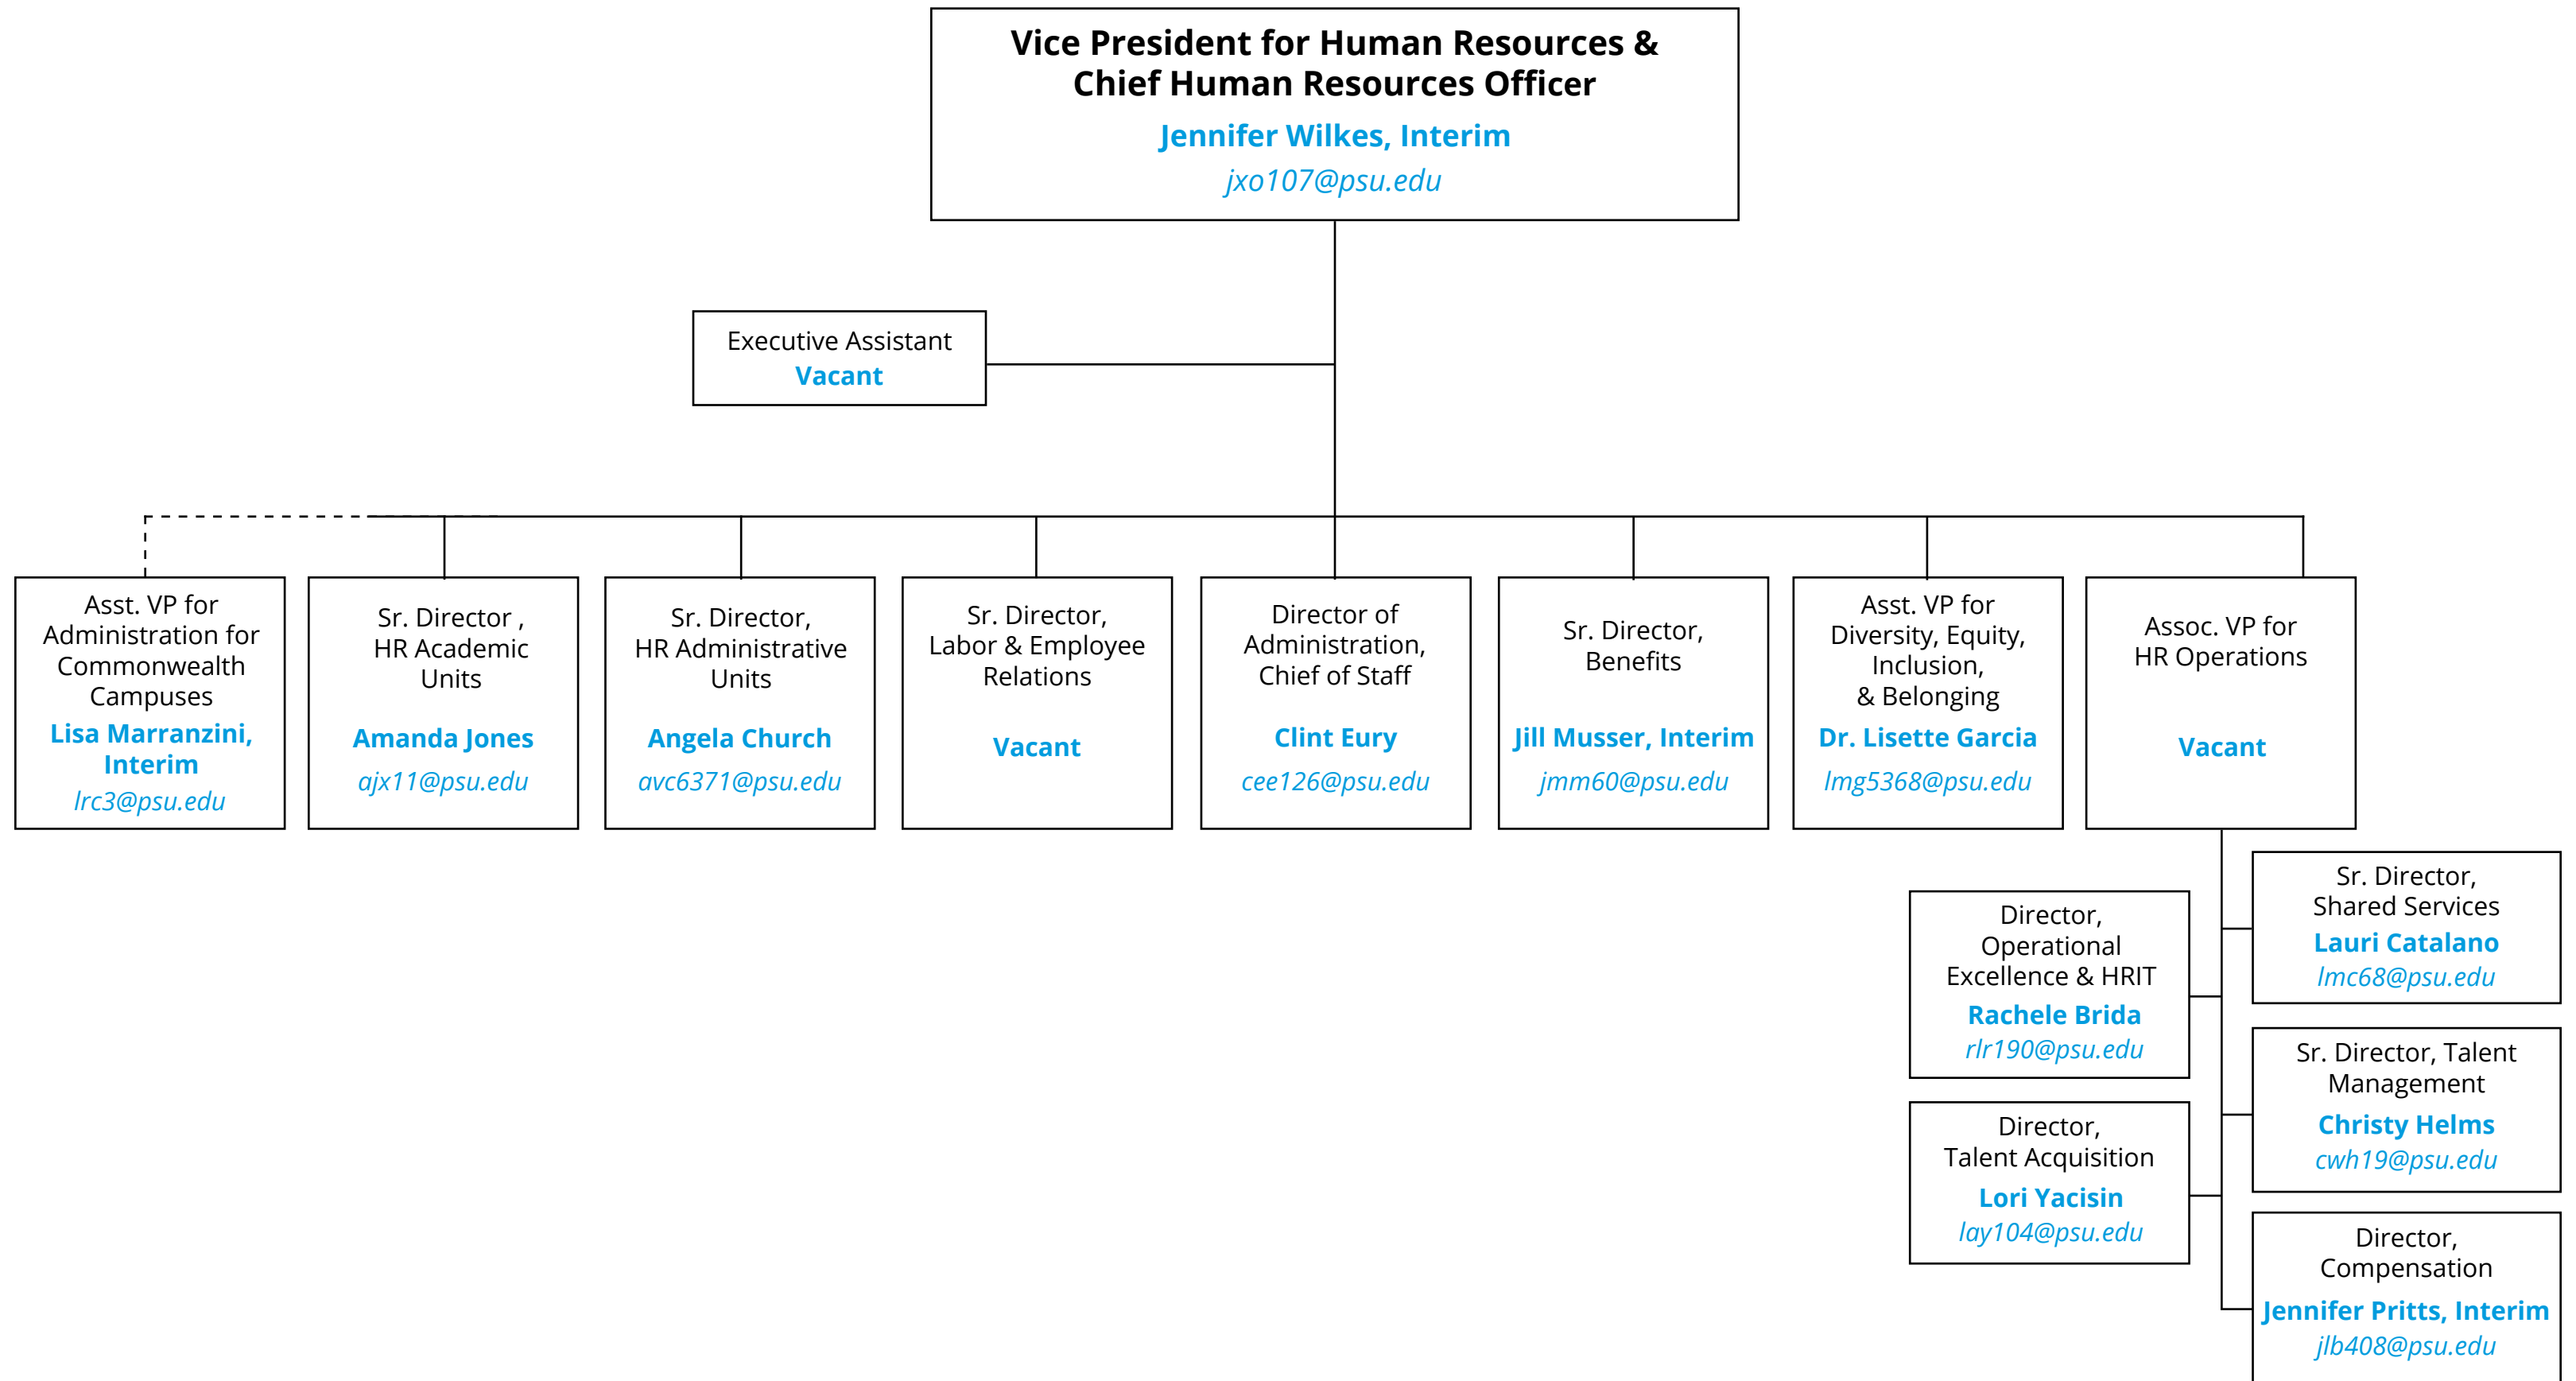 Vice President for Human Resources &
Chief Human Resources Officer
Jennifer Wilkes, Interim
jxo107@psu.edu
Executive Assistant
Vacant
Asst. VP for
Administration for
Commonwealth
Campuses
Lisa Marranzini,
Interim
lrc3@psu.edu
Sr. Director ,
HR Academic
Units
Amanda Jones
ajx11@psu.edu
Sr. Director,
HR Administrative
Units
Angela Church
avc6371@psu.edu
Sr. Director,
Labor & Employee
Relations
Vacant
Director of
Administration,
Chief of Staff
Clint Eury
cee126@psu.edu
Sr. Director,
Benefits
Jill Musser, Interim
jmm60@psu.edu
Asst. VP for
Diversity, Equity,
Inclusion,
& Belonging
Dr. Lisette Garcia
lmg5368@psu.edu
Assoc. VP for
HR Operations
Vacant
Sr. Director,
Shared Services
Lauri Catalano
lmc68@psu.edu
Director,
Operational
Excellence & HRIT
Rachele Brida
rlr190@psu.edu
Sr. Director, Talent
Management
Christy Helms
cwh19@psu.edu
Director,
Talent Acquisition
Lori Yacisin
lay104@psu.edu
Director,
Compensation
Jennifer Pritts, Interim
jlb408@psu.edu